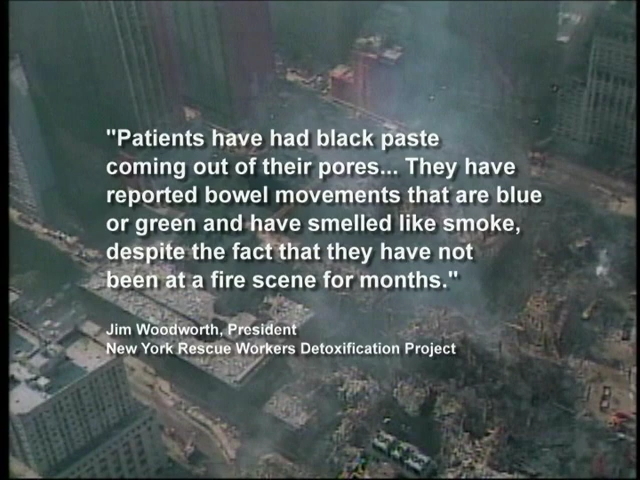 "Patients have had black paste
coming out of their pores... They have
reported bowel movements that are blue
or green and have smelled like smoke,
despite the fact that they have not
been at a fire scene for months."
Jim Woodworth, President
New York Rescue Workers Detoxification Project